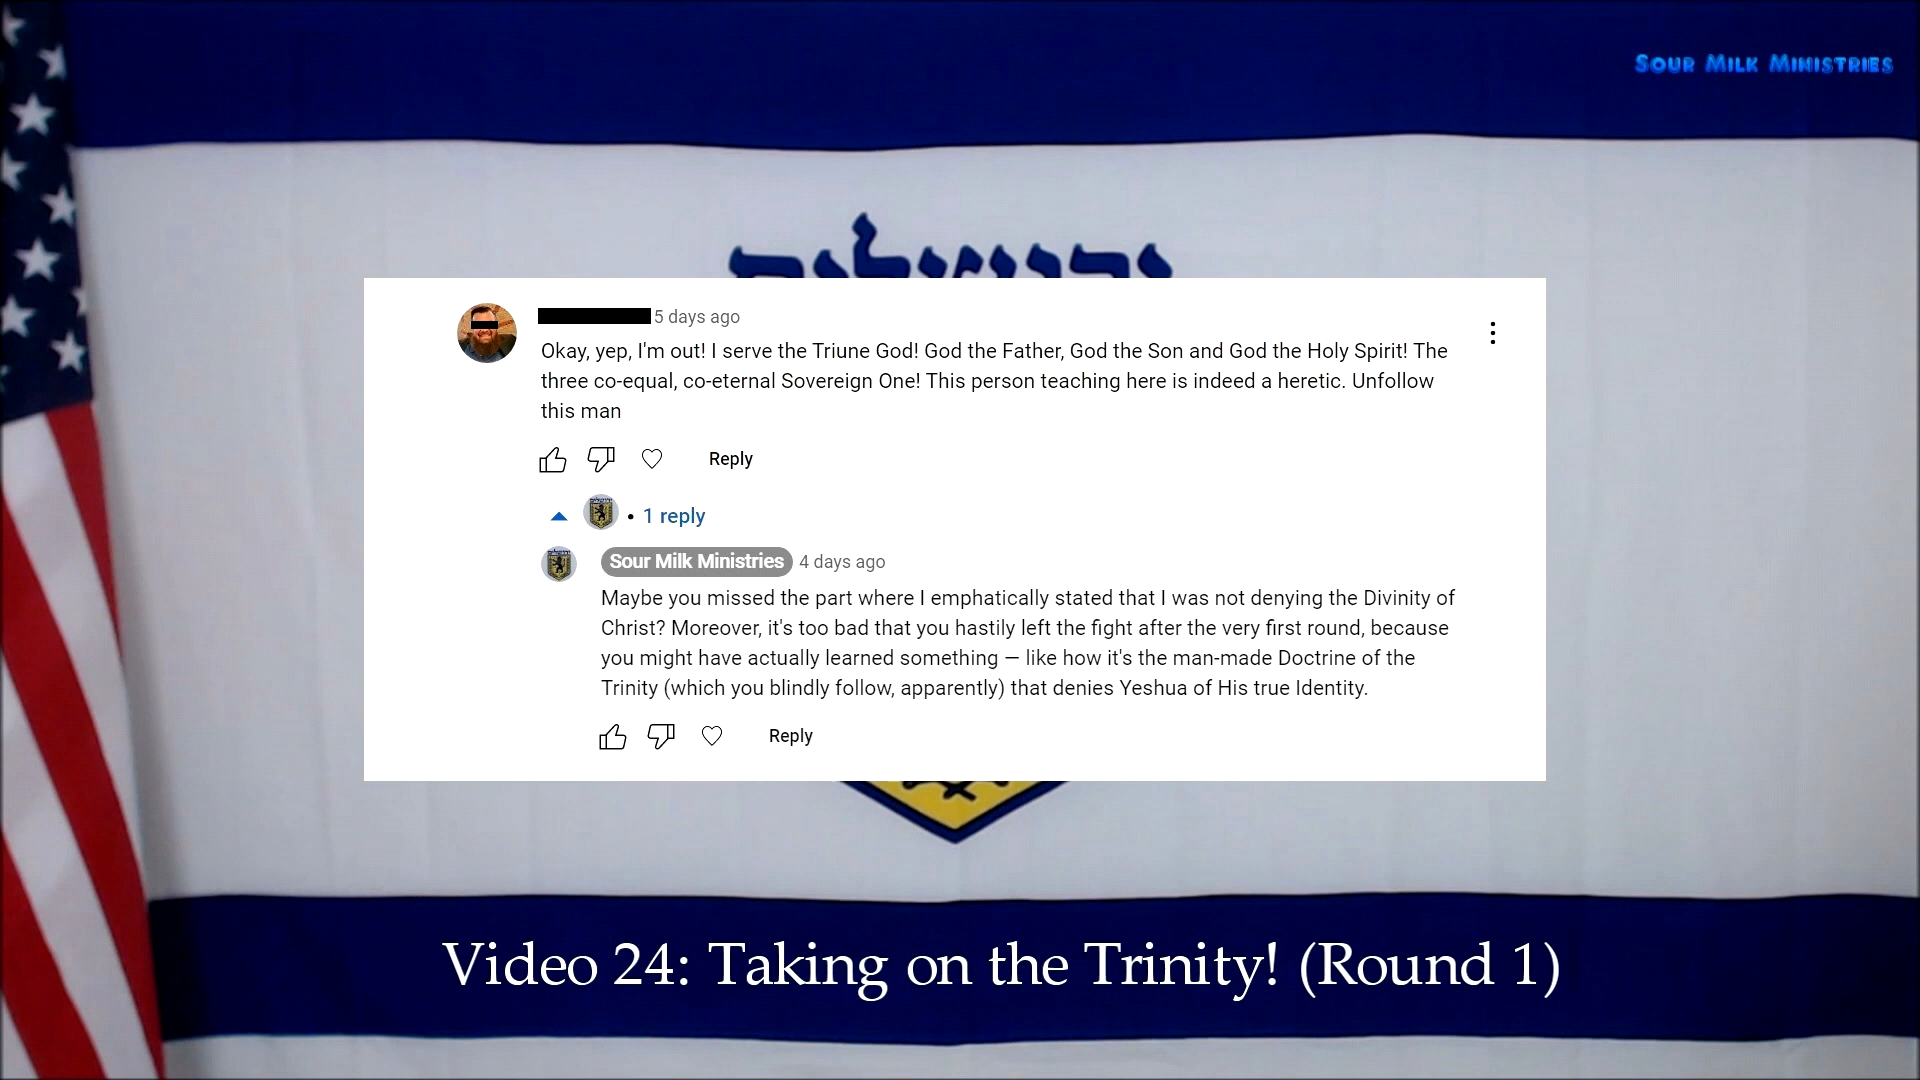 Sour Milk Ministries
ירושלים
5 days ago
Okay, yep, I'm out! I serve the Triune God! God the Father, God the Son and God the Holy Spirit! The
three co-equal, co-eternal Sovereign One! This person teaching here is indeed a heretic. Unfollow
this man
Reply
• 1 reply
Sour Milk Ministries 4 days ago
Maybe you missed the part where I emphatically stated that I was not denying the Divinity of
Christ? Moreover, it's too bad that you hastily left the fight after the very first round, because
you might have actually learned something — like how it's the man-made Doctrine of the
Trinity (which you blindly follow, apparently) that denies Yeshua of His true Identity.
Reply
Video 24: Taking on the Trinity! (Round 1)